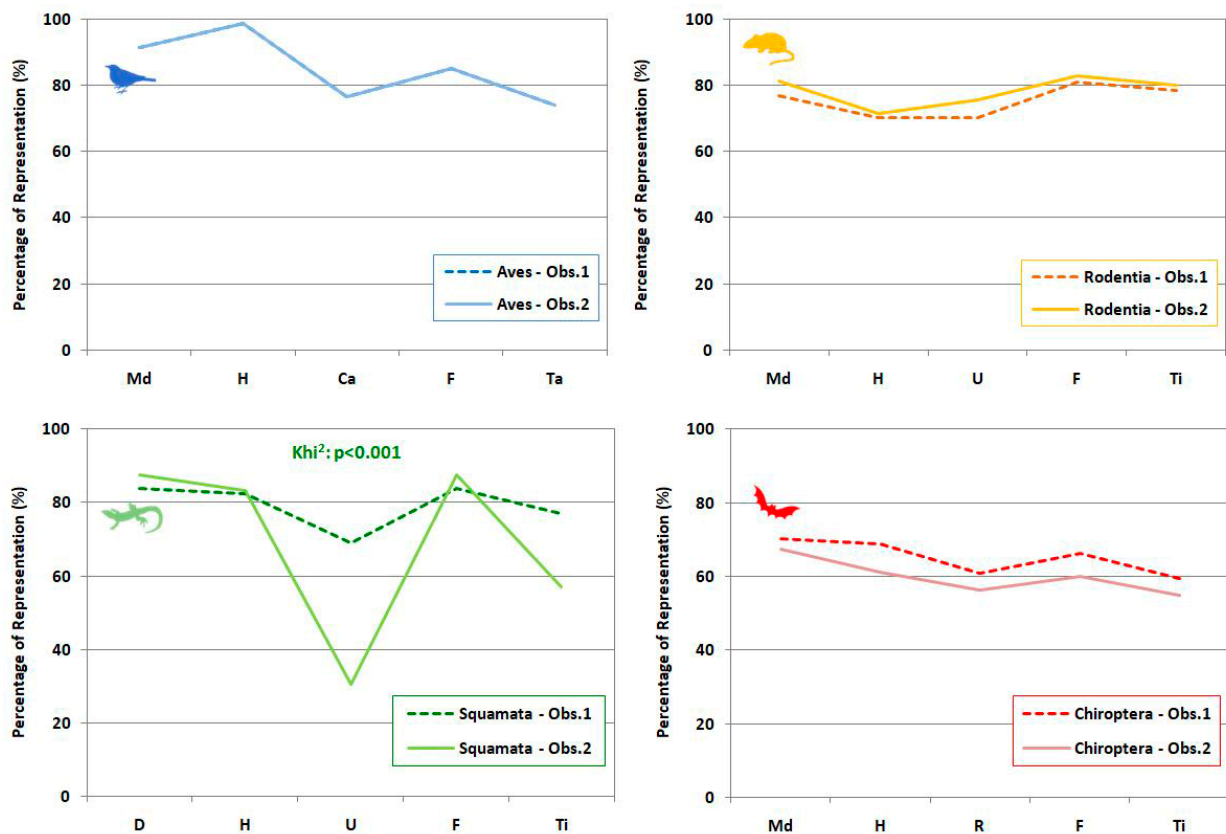 Percentage of Representation (%)
100
80
60
40
20
0
Md H Ca F Ta
Aves - Obs.1
Aves - Obs.2
Percentage of Representation (%)
100
80
60
40
20
0
Md H U F Ti
Rodentia - Obs.1
Rodentia - Obs.2
Percentage of Representation (%)
100
80
60
40
20
0
D H U F Ti
Khi²: p<0.001
Squamata - Obs.1
Squamata - Obs.2
Percentage of Representation (%)
100
80
60
40
20
0
Md H R F Ti
Chiroptera - Obs.1
Chiroptera - Obs.2